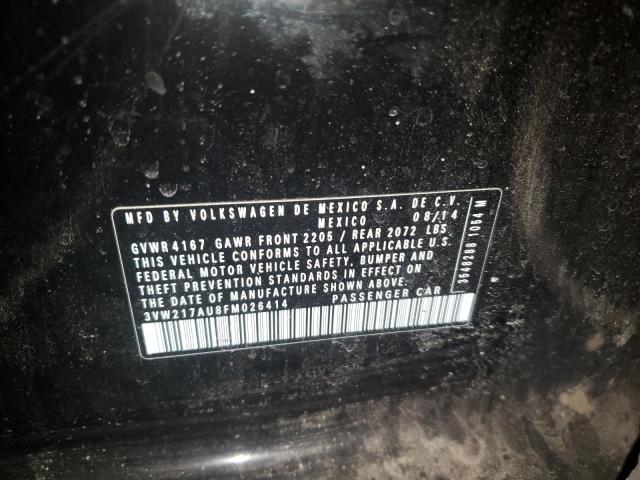 MFD BY VOLKSWAGEN DE MEXICO S.A. DE C.V.
MEXICO 08/14
GVWR 4167 GAWR FRONT 2205 / REAR 2072 LBS
THIS VEHICLE CONFORMS TO ALL APPLICABLE U.S.
FEDERAL MOTOR VEHICLE SAFETY, BUMPER AND
THEFT PREVENTION STANDARDS IN EFFECT ON
THE DATE OF MANUFACTURE SHOWN ABOVE.
3VW217AU8FM026414 PASSENGER CAR
1064 M